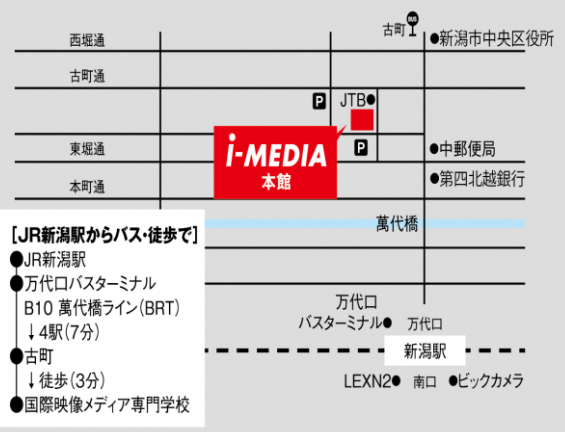 古町
BUS
西堀通
新潟市中央区役所
古町通
P
JTB
i-MEDIA
本館
P
東堀通
中郵便局
本町通
第四北越銀行
萬代橋
[JR新潟駅からバス・徒歩で]
JR新潟駅
万代口バスターミナル
B10 萬代橋ライン(BRT)
↓4駅(7分)
古町
↓徒歩(3分)
国際映像メディア専門学校
万代口
バスターミナル
万代口
新潟駅
LEXN2
南口
ビックカメラ